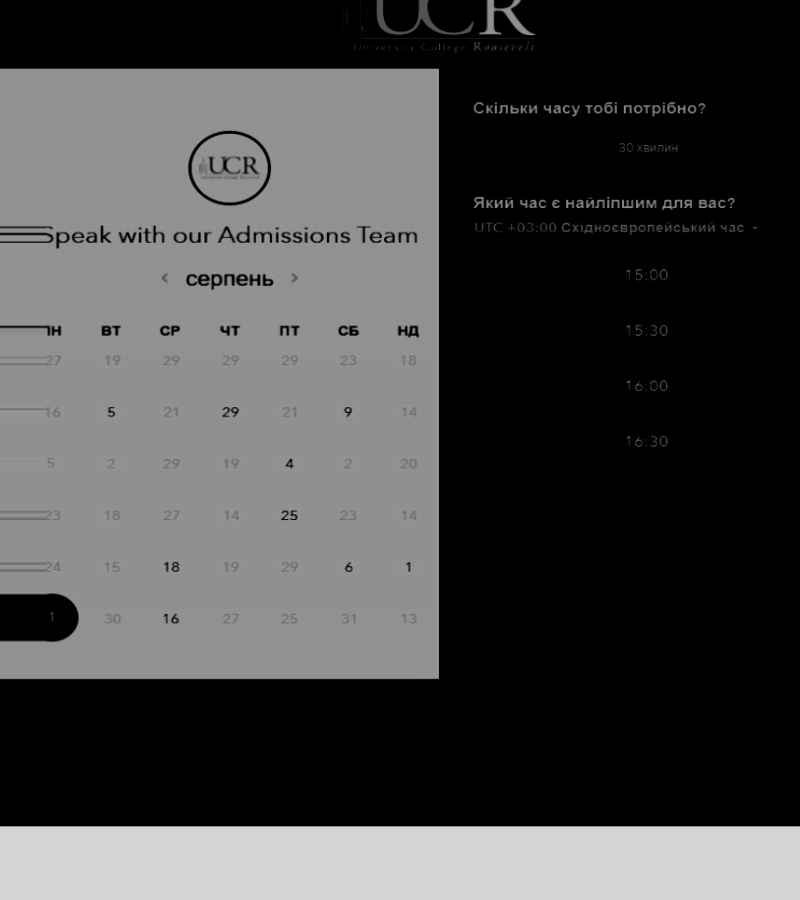 UCR
University College Roosevelt
UCR
Speak with our Admissions Team
серпень
ПН ВТ СР ЧТ ПТ СБ НД
27 19 29 29 29 23 18
16 5 21 29 21 9 14
5 2 29 19 4 2 20
23 18 27 14 25 23 14
24 15 18 19 29 6 1
1 30 16 27 25 31 13
Скільки часу тобі потрібно?
30 хвилин
Який час є найліпшим для вас?
UTC +03:00 Східноєвропейський час
15:00
15:30
16:00
16:30